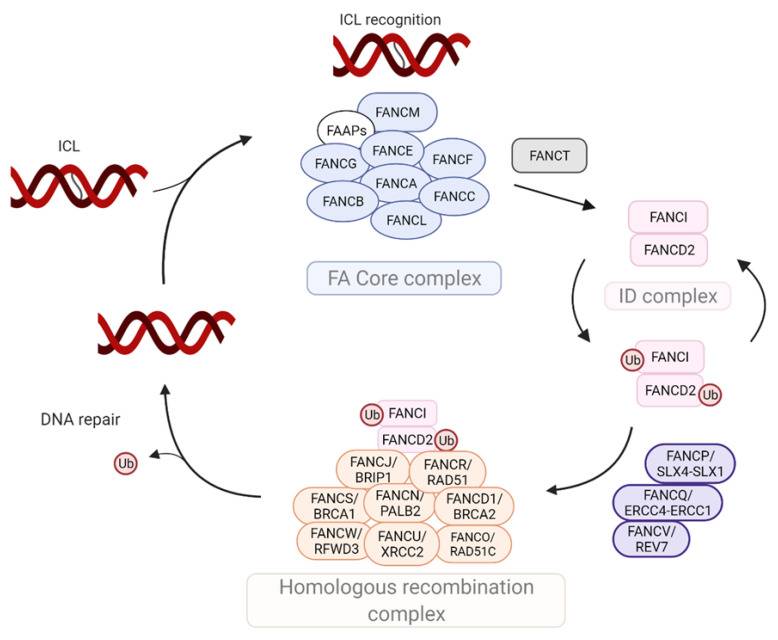 ICL recognition
FANCM
FAAPs
FANCE
FANCG
FANCF
FANCA
FANCB
FANCC
FANCL
FA Core complex
ICL
FANCT
FANCI
FANCD2
ID complex
Ub
FANCI
FANCD2
Ub
FANCP/
SLX4-SLX1
FANCQ/
ERCC4-ERCC1
FANCV/
REV7
Ub
FANCI
FANCD2
Ub
FANCJ/
BRIP1
FANCR/
RAD51
FANCS/
BRCA1
FANCN/
PALB2
FANCD1/
BRCA2
FANCW/
RFWD3
FANCU/
XRCC2
FANCO/
RAD51C
Homologous recombination
complex
DNA repair
Ub